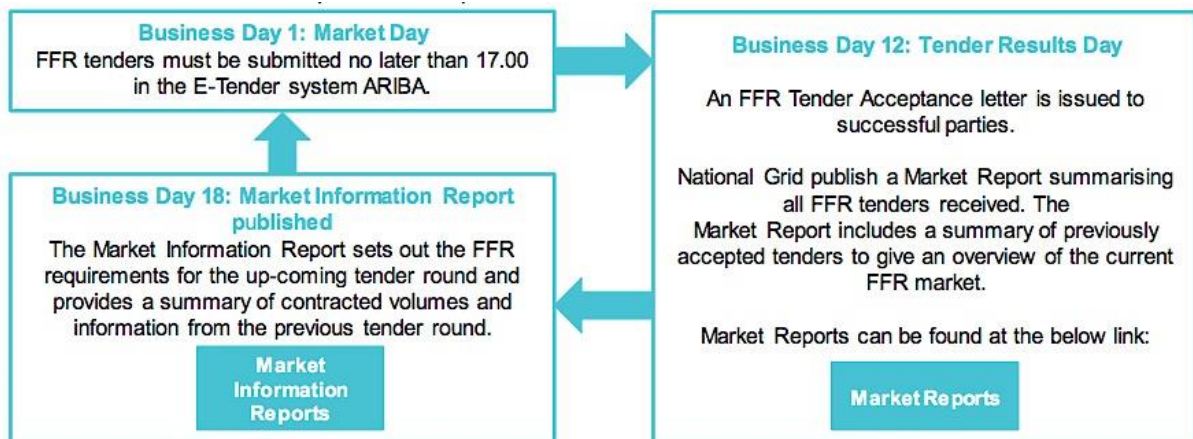 Business Day 1: Market Day
FFR tenders must be submitted no later than 17.00
in the E-Tender system ARIBA.
Business Day 12: Tender Results Day
An FFR Tender Acceptance letter is issued to
successful parties.
National Grid publish a Market Report summarising
all FFR tenders received. The
Market Report includes a summary of previously
accepted tenders to give an overview of the current
FFR market.
Market Reports can be found at the below link:
Market Reports
Business Day 18: Market Information Report
published
The Market Information Report sets out the FFR
requirements for the up-coming tender round and
provides a summary of contracted volumes and
information from the previous tender round.
Market
Information
Reports